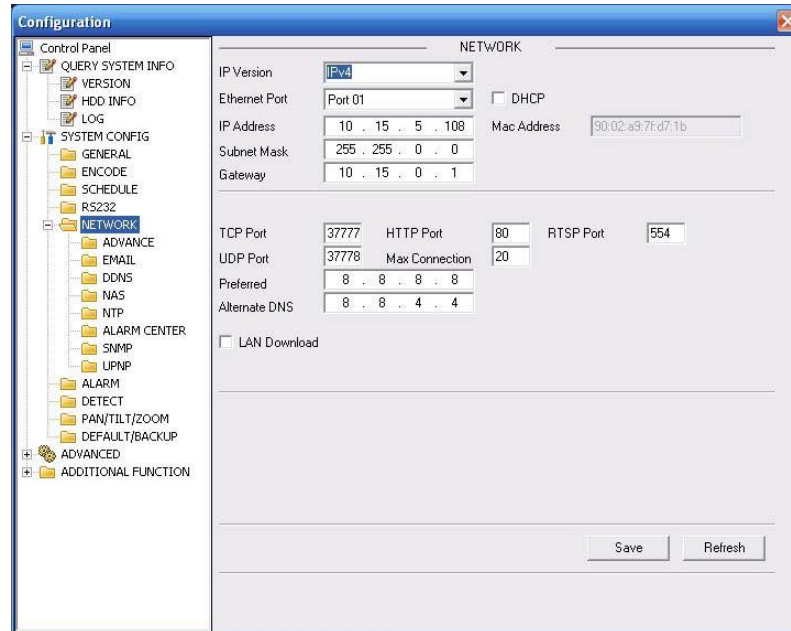 Configuration
Control Panel
QUERY SYSTEM INFO
VERSION
HDD INFO
LOG
SYSTEM CONFIG
GENERAL
ENCODE
SCHEDULE
RS232
NETWORK
ADVANCE
EMAIL
DDNS
NAS
NTP
ALARM CENTER
SNMP
UPNP
ALARM
DETECT
PAN/TILT/ZOOM
DEFAULT/BACKUP
ADVANCED
ADDITIONAL FUNCTION
NETWORK
IP Version IPv4
Ethernet Port Port 01 DHCP
IP Address 10 . 15 . 5 . 108 Mac Address 90:02:a9:7f:d7:1b
Subnet Mask 255 . 255 . 0 . 0
Gateway 10 . 15 . 0 . 1
TCP Port 37777 HTTP Port 80 RTSP Port 554
UDP Port 37778 Max Connection 20
Preferred 8 . 8 . 8 . 8
Alternate DNS 8 . 8 . 4 . 4
LAN Download
Save Refresh